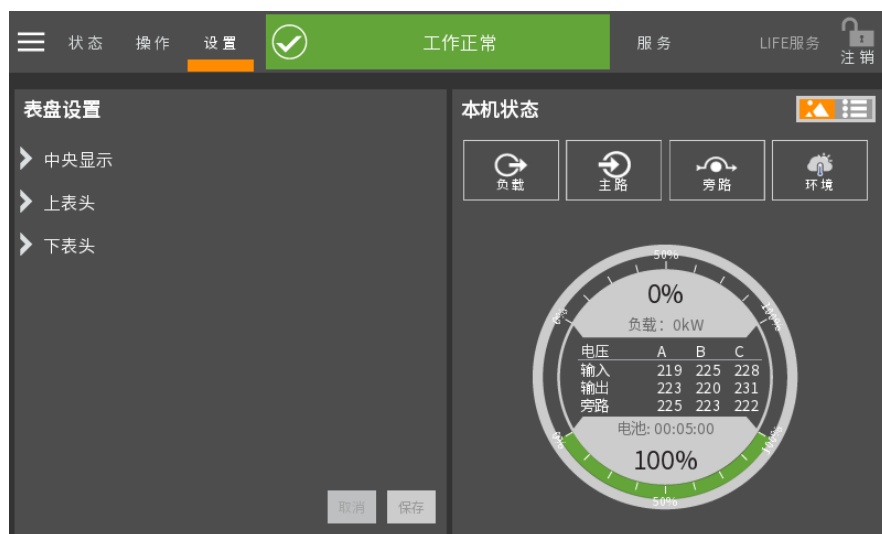 状态 操作 设置 工作正常 服务 LIFE服务 注销
表盘设置
中央显示
上表头
下表头
取消 保存
本机状态
负载 主路 旁路 环境
50%
0% 100%
0%
负载: 0kW
电压 A B C
输入 219 225 228
输出 223 220 231
旁路 225 223 222
电池: 00:05:00
0% 100%
100%
50%